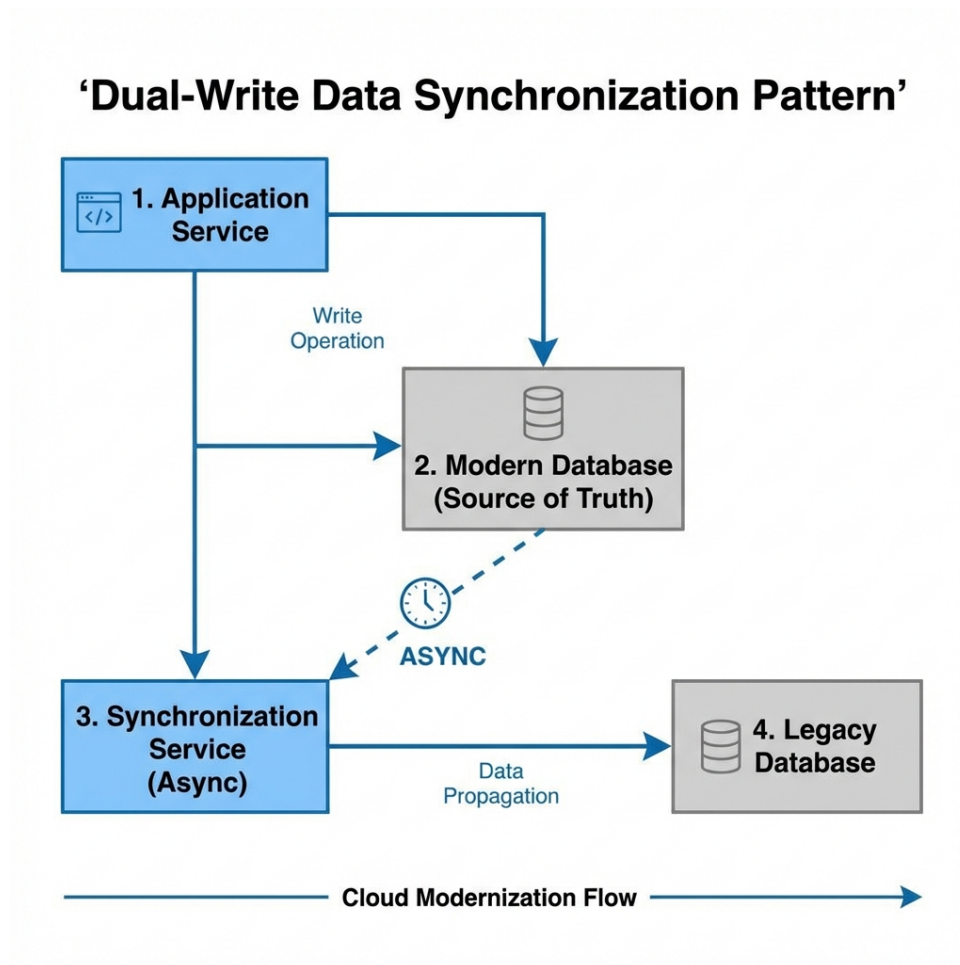 ‘Dual-Write Data Synchronization Pattern’
</>
1. Application
Service
Write
Operation
2. Modern Database
(Source of Truth)
ASYNC
3. Synchronization
Service
(Async)
Data
Propagation
4. Legacy
Database
Cloud Modernization Flow